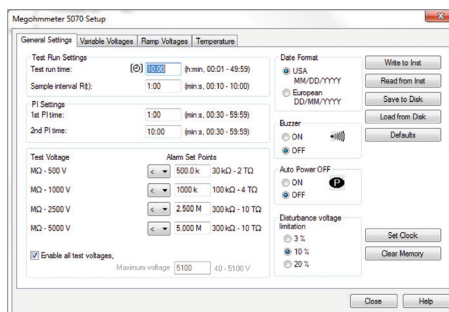 Megohmmeter 5070 Setup
General Settings Variable Voltages Ramp Voltages Temperature
Test Run Settings
Test run time: 10:00 (h:min, 00:01 - 49:59)
Sample interval R(t): 1:00 (min:s, 00:10 - 10:00)
PI Settings
1st PI time: 1:00 (min:s, 00:30 - 59:59)
2nd PI time: 10:00 (min:s, 00:30 - 59:59)
Test Voltage Alarm Set Points
MΩ - 500 V < 500.0 k 30 kΩ - 2 TΩ
MΩ - 1000 V < 1000 k 100 kΩ - 4 TΩ
MΩ - 2500 V < 2.500 M 300 kΩ - 10 TΩ
MΩ - 5000 V < 5.000 M 300 kΩ - 10 TΩ
Enable all test voltages,
Maximum voltage 5100 40 - 5100 V
Date Format
USA
MM/DD/YYYY
European
DD/MM/YYYY
Buzzer
ON
OFF
Auto Power OFF
ON P
OFF
Disturbance voltage
limitation
3 %
10 %
20 %
Write to Inst
Read from Inst
Save to Disk
Load from Disk
Defaults
Set Clock
Clear Memory
Close Help